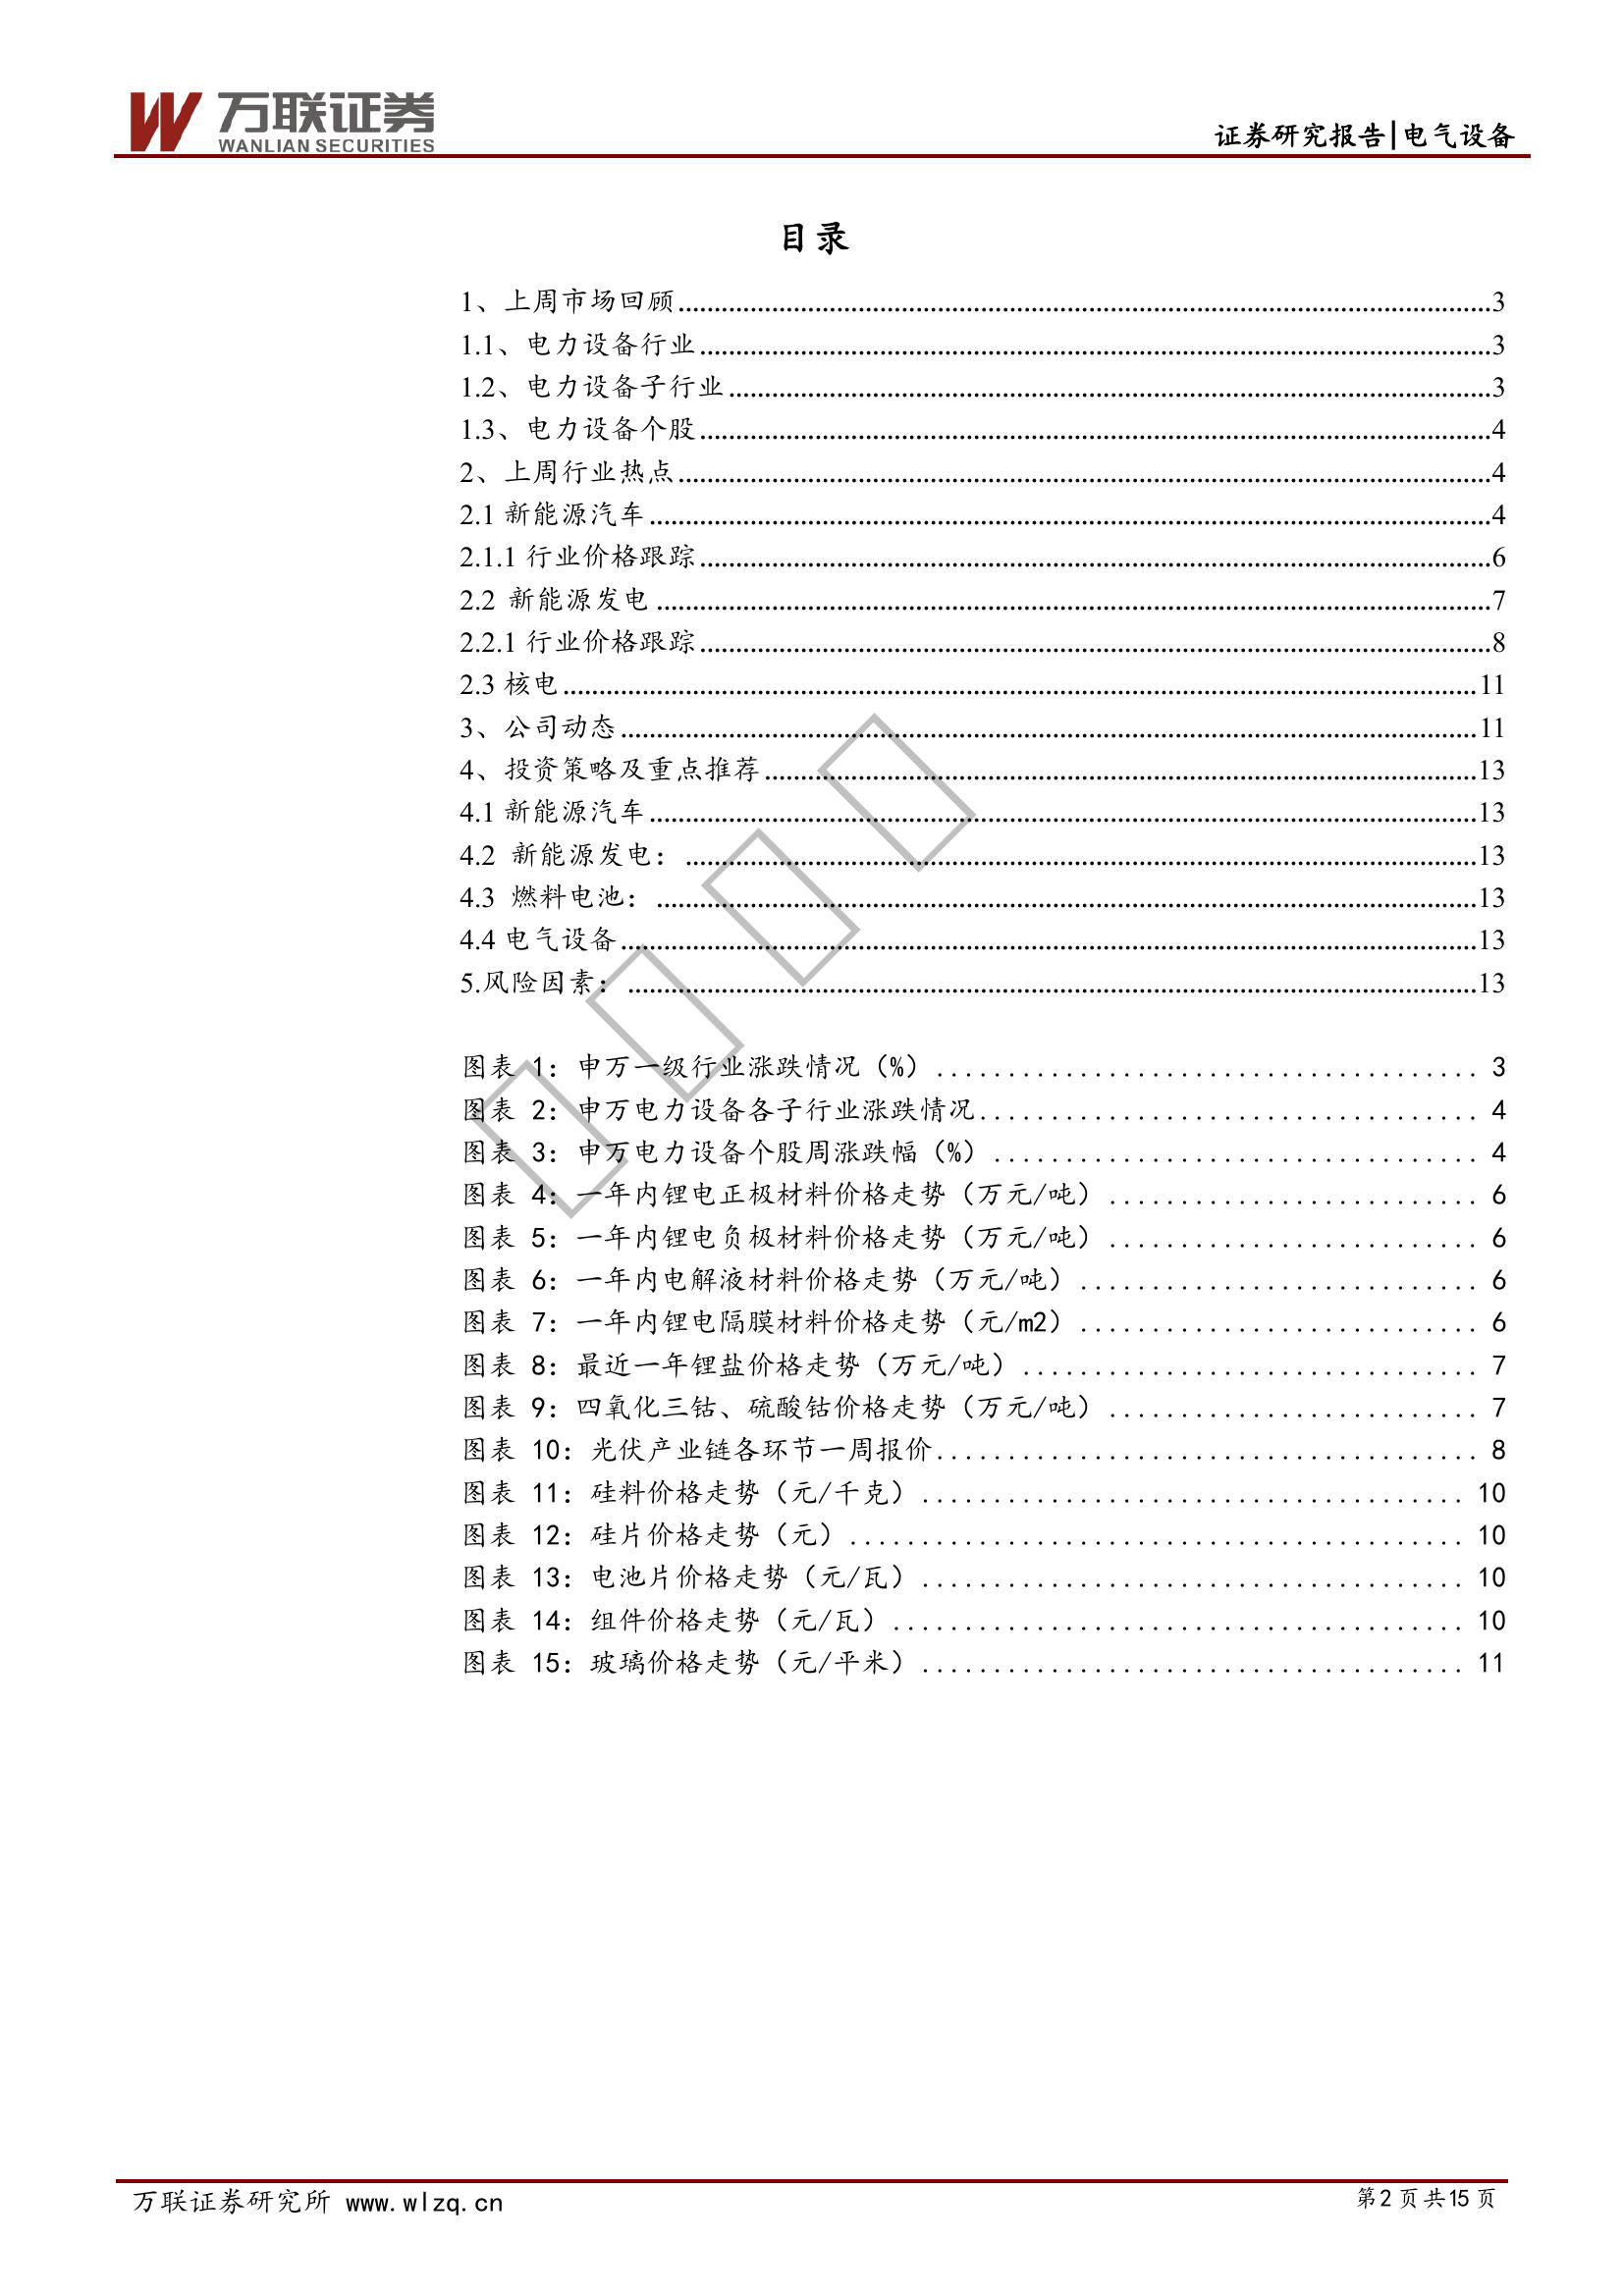 万联证券
WANLIAN SECURITIES
证券研究报告|电气设备
目录
1、上周市场回顾 3
1.1、电力设备行业 3
1.2、电力设备子行业 3
1.3、电力设备个股 4
2、上周行业热点 4
2.1 新能源汽车 4
2.1.1 行业价格跟踪 6
2.2 新能源发电 7
2.2.1 行业价格跟踪 8
2.3 核电 11
3、公司动态 11
4、投资策略及重点推荐 13
4.1 新能源汽车 13
4.2 新能源发电： 13
4.3 燃料电池： 13
4.4 电气设备 13
5.风险因素： 13
图表 1：申万一级行业涨跌情况（%） 3
图表 2：申万电力设备各子行业涨跌情况 4
图表 3：申万电力设备个股周涨跌幅（%） 4
图表 4：一年内锂电正极材料价格走势（万元/吨） 6
图表 5：一年内锂电负极材料价格走势（万元/吨） 6
图表 6：一年内电解液材料价格走势（万元/吨） 6
图表 7：一年内锂电隔膜材料价格走势（元/m2） 6
图表 8：最近一年锂盐价格走势（万元/吨） 7
图表 9：四氧化三钴、硫酸钴价格走势（万元/吨） 7
图表 10：光伏产业链各环节一周报价 8
图表 11：硅料价格走势（元/千克） 10
图表 12：硅片价格走势（元） 10
图表 13：电池片价格走势（元/瓦） 10
图表 14：组件价格走势（元/瓦） 10
图表 15：玻璃价格走势（元/平米） 11
万联证券研究所 www.wlzq.cn
第 2 页 共 15 页